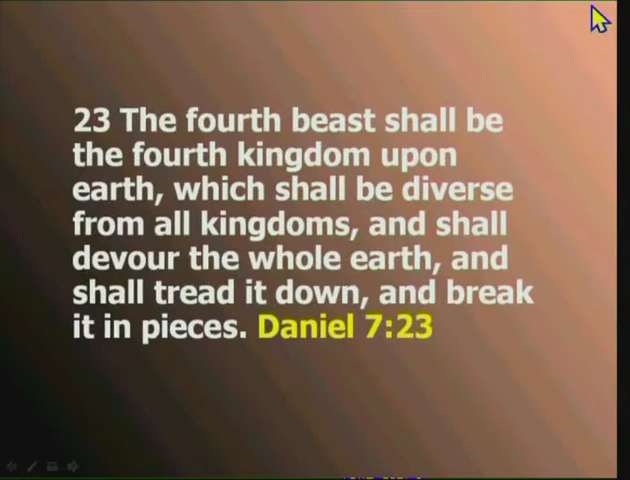 23 The fourth beast shall be
the fourth kingdom upon
earth, which shall be diverse
from all kingdoms, and shall
devour the whole earth, and
shall tread it down, and break
it in pieces. Daniel 7:23